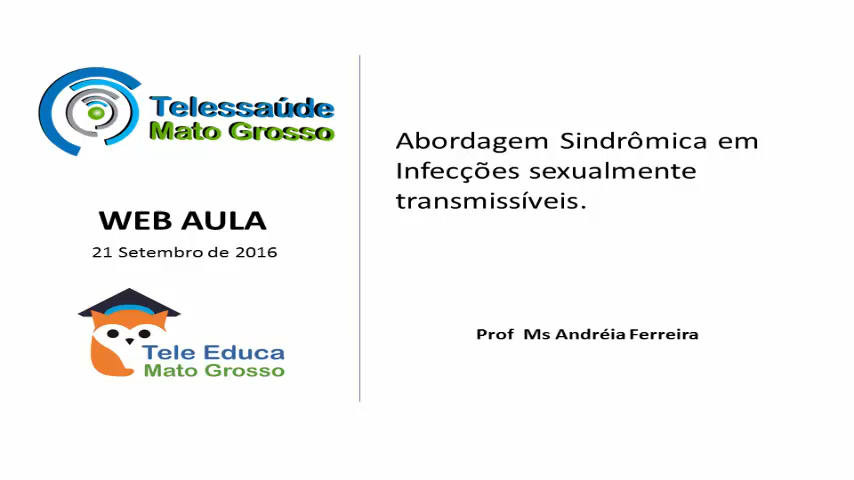 Telessaúde
Mato Grosso
WEB AULA
21 Setembro de 2016
Tele Educa
Mato Grosso
Abordagem Sindrômica em
Infecções sexualmente
transmissíveis.
Prof Ms Andréia Ferreira